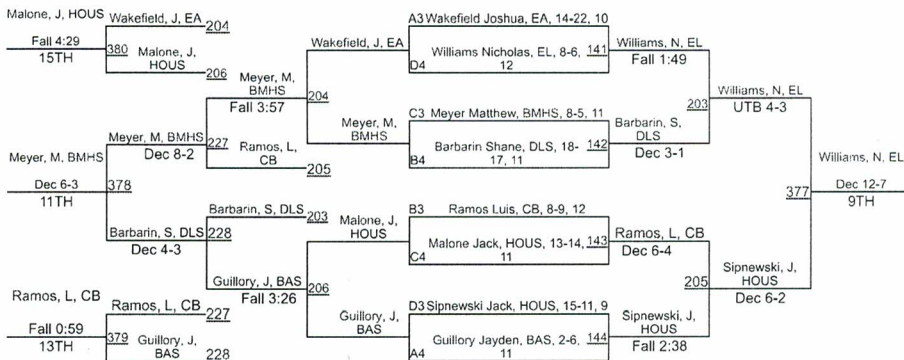 Malone, J, HOUS
Fall 4:29
15TH
Wakefield, J, EA
204
380
Malone, J,
HOUS
206
Meyer, M, BMHS
Dec 6-3
11TH
378
Meyer, M, BMHS
Dec 8-2
227
Meyer, M,
BMHS
Fall 3:57
204
Ramos, L,
CB
205
Wakefield, J, EA
Meyer, M,
BMHS
Barbarin, S, DLS
Dec 4-3
228
Barbarin, S, DLS
203
Guillory, J, BAS
Fall 3:26
206
Malone, J,
HOUS
Guillory, J,
BAS
Ramos, L, CB
Fall 0:59
13TH
Ramos, L, CB
227
379
Guillory, J,
BAS
228
A3 Wakefield Joshua, EA, 14-22, 10
Williams Nicholas, EL, 8-6,
12
D4
141
C3 Meyer Matthew, BMHS, 8-5, 11
Barbarin Shane, DLS, 18-
17, 11
B4
142
B3 Ramos Luis, CB, 8-9, 12
Malone Jack, HOUS, 13-14,
11
C4
143
D3 Sipnewski Jack, HOUS, 15-11, 9
Guillory Jayden, BAS, 2-6,
11
A4
144
Williams, N, EL
Fall 1:49
Barbarin, S,
DLS
Dec 3-1
203
Williams, N, EL
UTB 4-3
Ramos, L, CB
Dec 6-4
Sipnewski, J,
HOUS
Fall 2:38
205
Sipnewski, J,
HOUS
Dec 6-2
377
Williams, N, EL
Dec 12-7
9TH